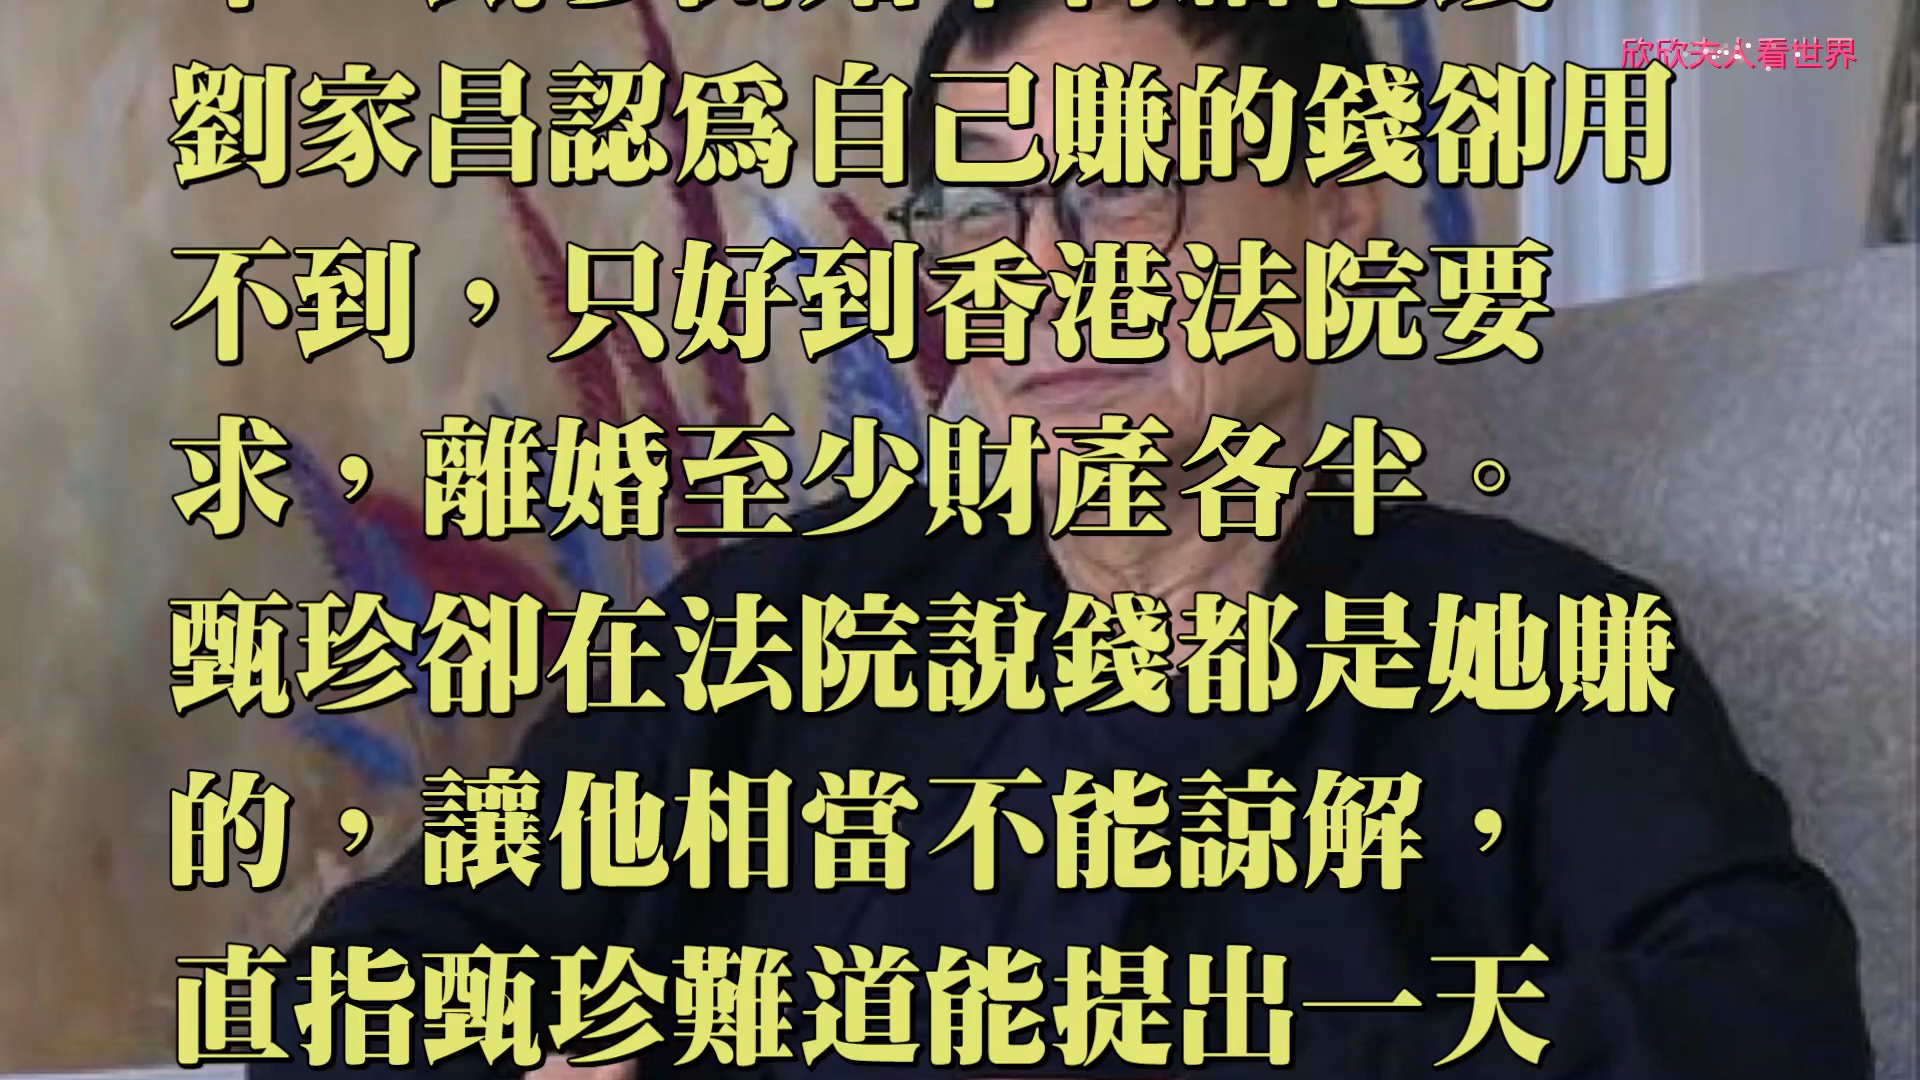 欣欣夫人看世界
劉家昌認爲自己賺的錢卻用
不到，只好到香港法院要
求，離婚至少財產各半。
甄珍卻在法院說錢都是她賺
的，讓他相當不能諒解，
直指甄珍難道能提出一天